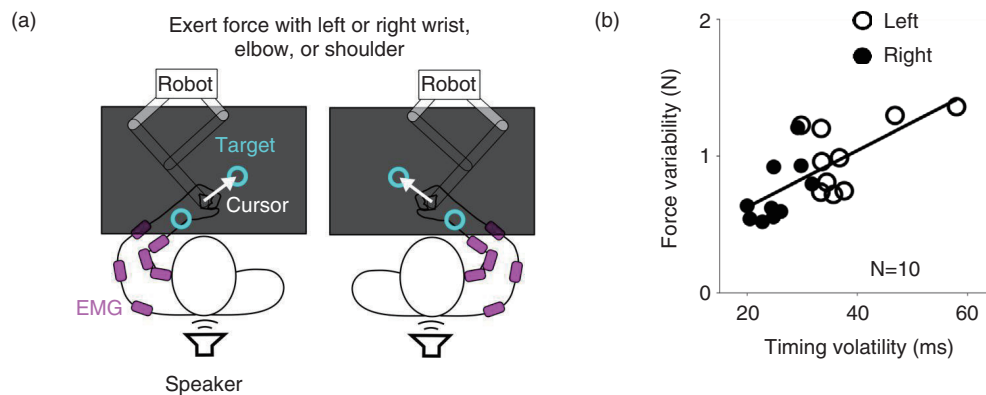 (a)
Exert force with left or right wrist,
elbow, or shoulder
Robot
Robot
Target
Cursor
EMG
Speaker
(b)
2
Left
Right
Force variability (N)
1
N=10
0
20
40
60
Timing volatility (ms)